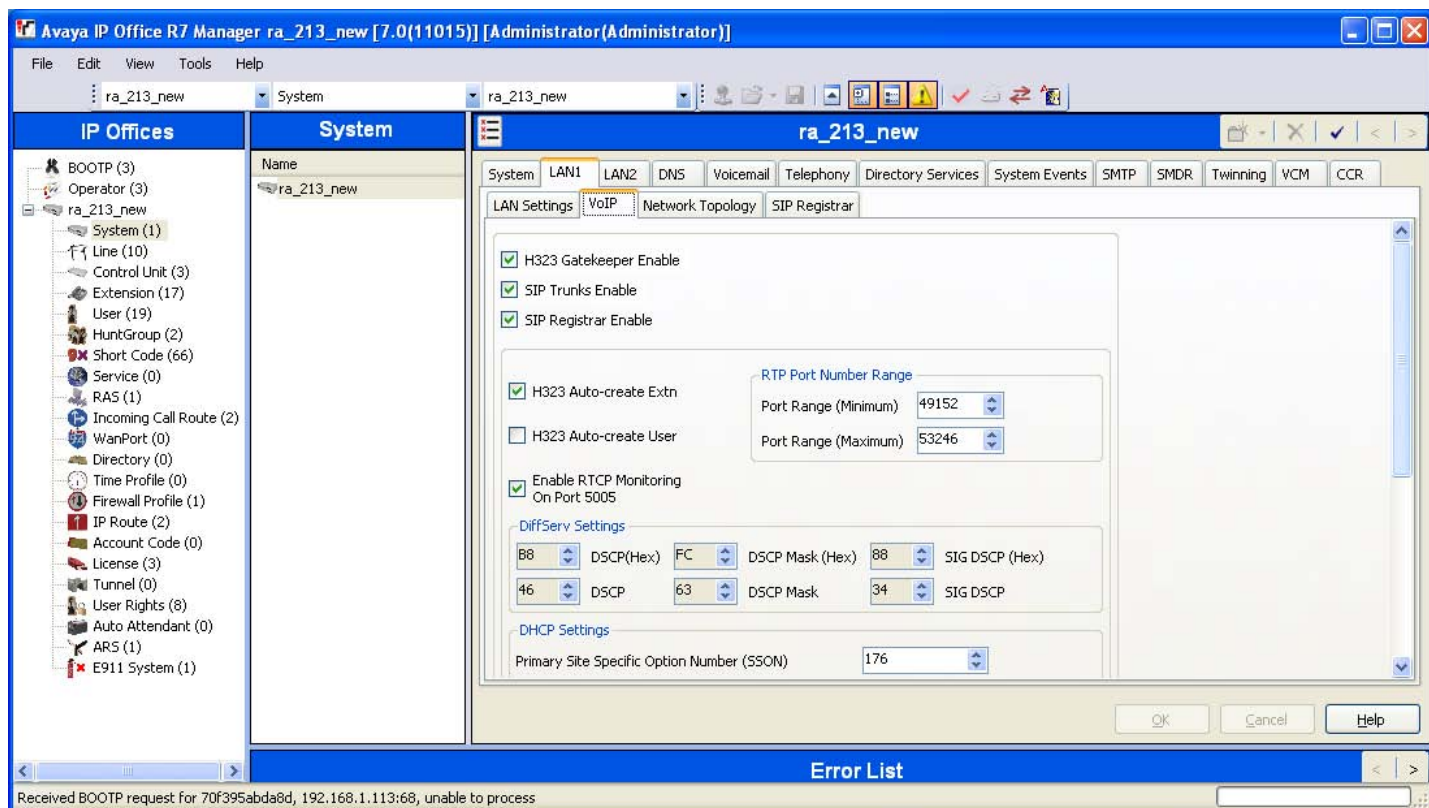 Avaya IP Office R7 Manager ra_213_new [7.0(11015)] [Administrator(Administrator)]
File Edit View Tools Help
ra_213_new System ra_213_new
IP Offices
BOOTP (3)
Operator (3)
ra_213_new
System (1)
Line (10)
Control Unit (3)
Extension (17)
User (19)
HuntGroup (2)
Short Code (66)
Service (0)
RAS (1)
Incoming Call Route (2)
WanPort (0)
Directory (0)
Time Profile (0)
Firewall Profile (1)
IP Route (2)
Account Code (0)
License (3)
Tunnel (0)
User Rights (8)
Auto Attendant (0)
ARS (1)
E911 System (1)
System
Name
ra_213_new
ra_213_new
System LAN1 LAN2 DNS Voicemail Telephony Directory Services System Events SMTP SMDR Twinning VCM CCR
LAN Settings VoIP Network Topology SIP Registrar
H323 Gatekeeper Enable
SIP Trunks Enable
SIP Registrar Enable
H323 Auto-create Extn
H323 Auto-create User
Enable RTCP Monitoring
On Port 5005
RTP Port Number Range
Port Range (Minimum) 49152
Port Range (Maximum) 53246
DiffServ Settings
B8 DSCP(Hex) FC DSCP Mask (Hex) 88 SIG DSCP (Hex)
46 DSCP 63 DSCP Mask 34 SIG DSCP
DHCP Settings
Primary Site Specific Option Number (SSON) 176
OK Cancel Help
Error List
Received BOOTP request for 70f395abda8d, 192.168.1.113:68, unable to process